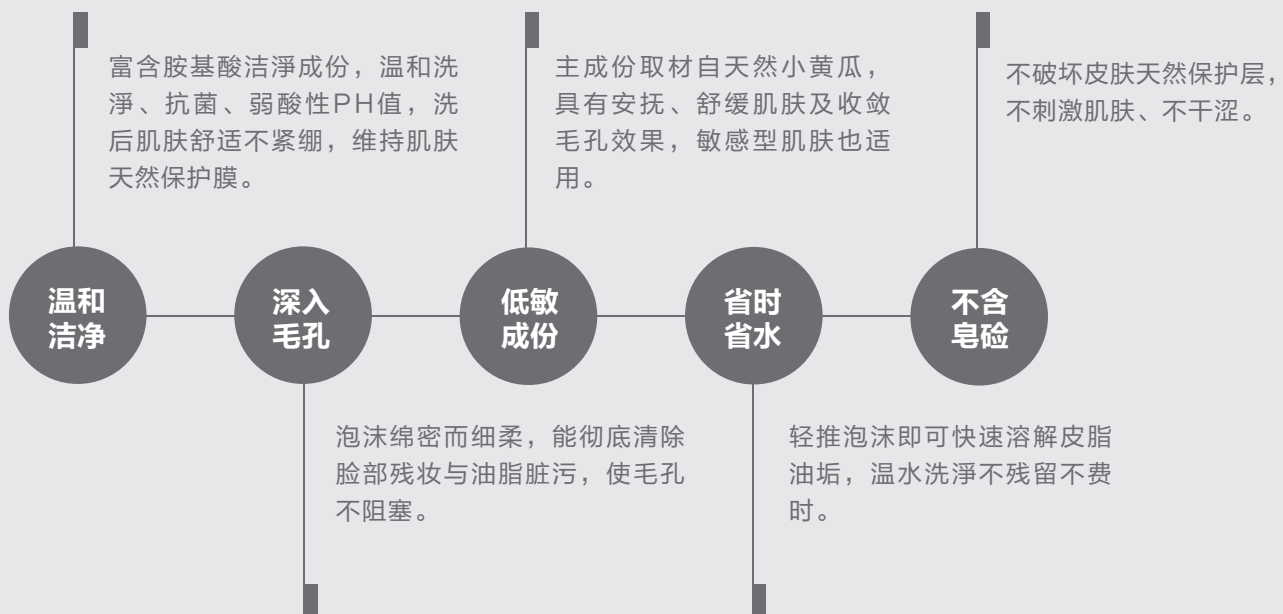 富含胺基酸洁淨成份，温和洗
淨、抗菌、弱酸性PH值，洗
后肌肤舒适不紧绷，维持肌肤
天然保护膜。
主成份取材自天然小黄瓜，
具有安抚、舒缓肌肤及收敛
毛孔效果，敏感型肌肤也适
用。
不破坏皮肤天然保护层，
不刺激肌肤、不干涩。
温和
洁净
深入
毛孔
低敏
成份
省时
省水
不含
皂硷
泡沫绵密而细柔，能彻底清除
脸部残妆与油脂脏污，使毛孔
不阻塞。
轻推泡沫即可快速溶解皮脂
油垢，温水洗淨不残留不费
时。